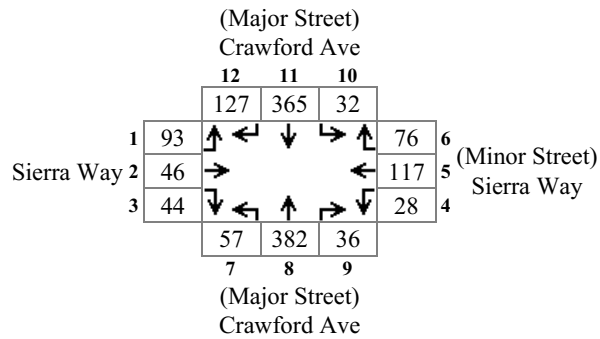 (Major Street)
Crawford Ave
12 11 10
127 365 32
1 93 76 6
Sierra Way 2 46 117 5 (Minor Street)
Sierra Way
3 44 28 4
57 382 36
7 8 9
(Major Street)
Crawford Ave